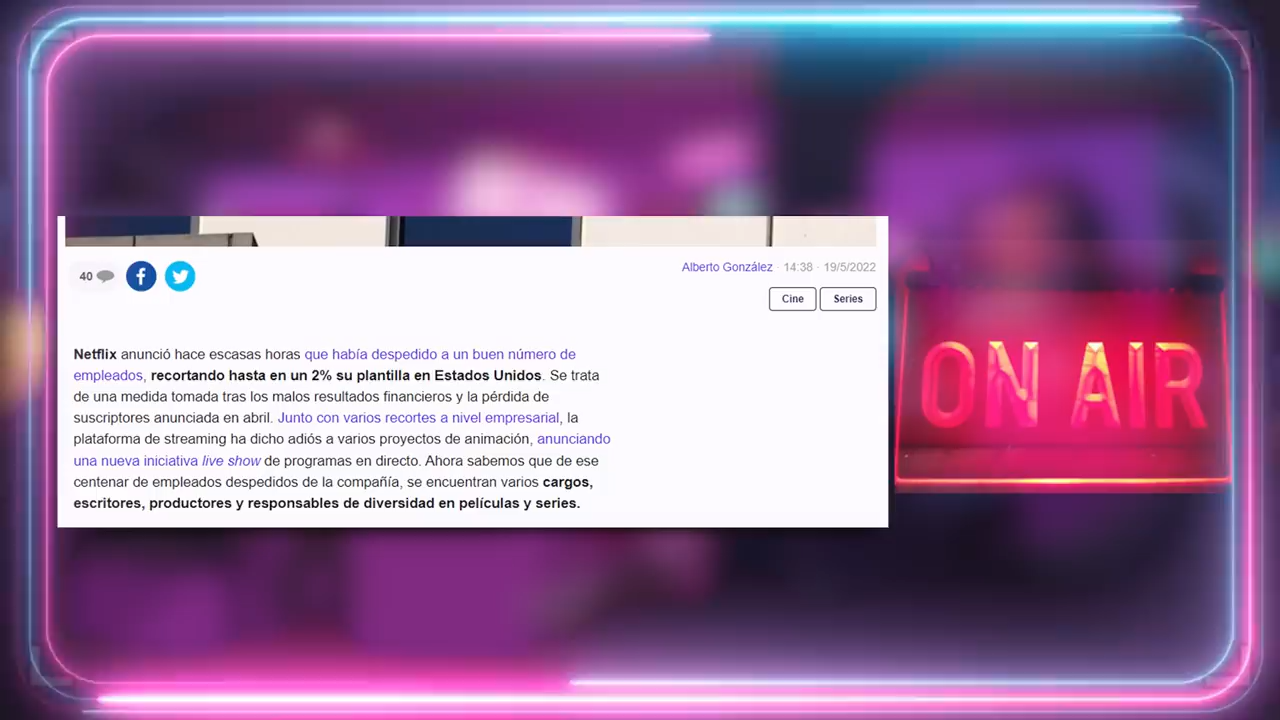 40
Alberto González · 14:38 · 19/5/2022
Cine Series
Netflix anunció hace escasas horas que había despedido a un buen número de
empleados, recortando hasta en un 2% su plantilla en Estados Unidos. Se trata
de una medida tomada tras los malos resultados financieros y la pérdida de
suscriptores anunciada en abril. Junto con varios recortes a nivel empresarial, la
plataforma de streaming ha dicho adiós a varios proyectos de animación, anunciando
una nueva iniciativa live show de programas en directo. Ahora sabemos que de ese
centenar de empleados despedidos de la compañía, se encuentran varios cargos,
escritores, productores y responsables de diversidad en películas y series.
ON AIR